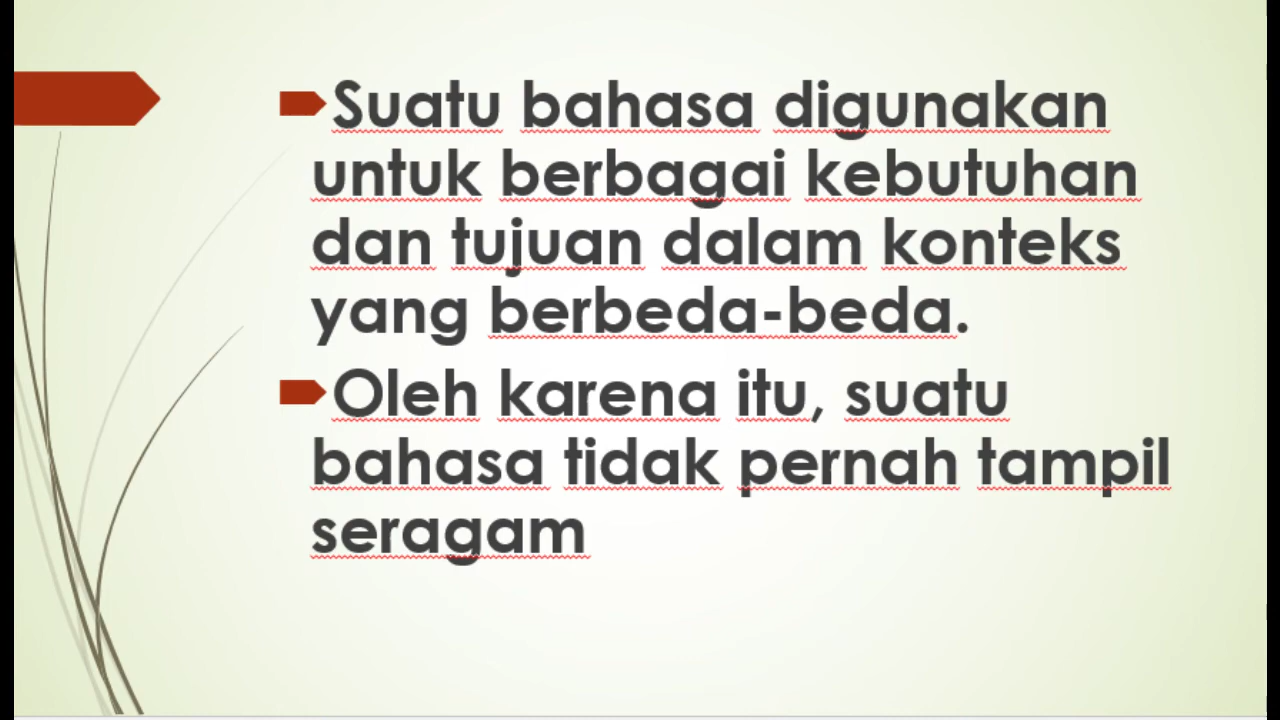 Suatu bahasa digunakan
untuk berbagai kebutuhan
dan tujuan dalam konteks
yang berbeda-beda.
Oleh karena itu, suatu
bahasa tidak pernah tampil
seragam